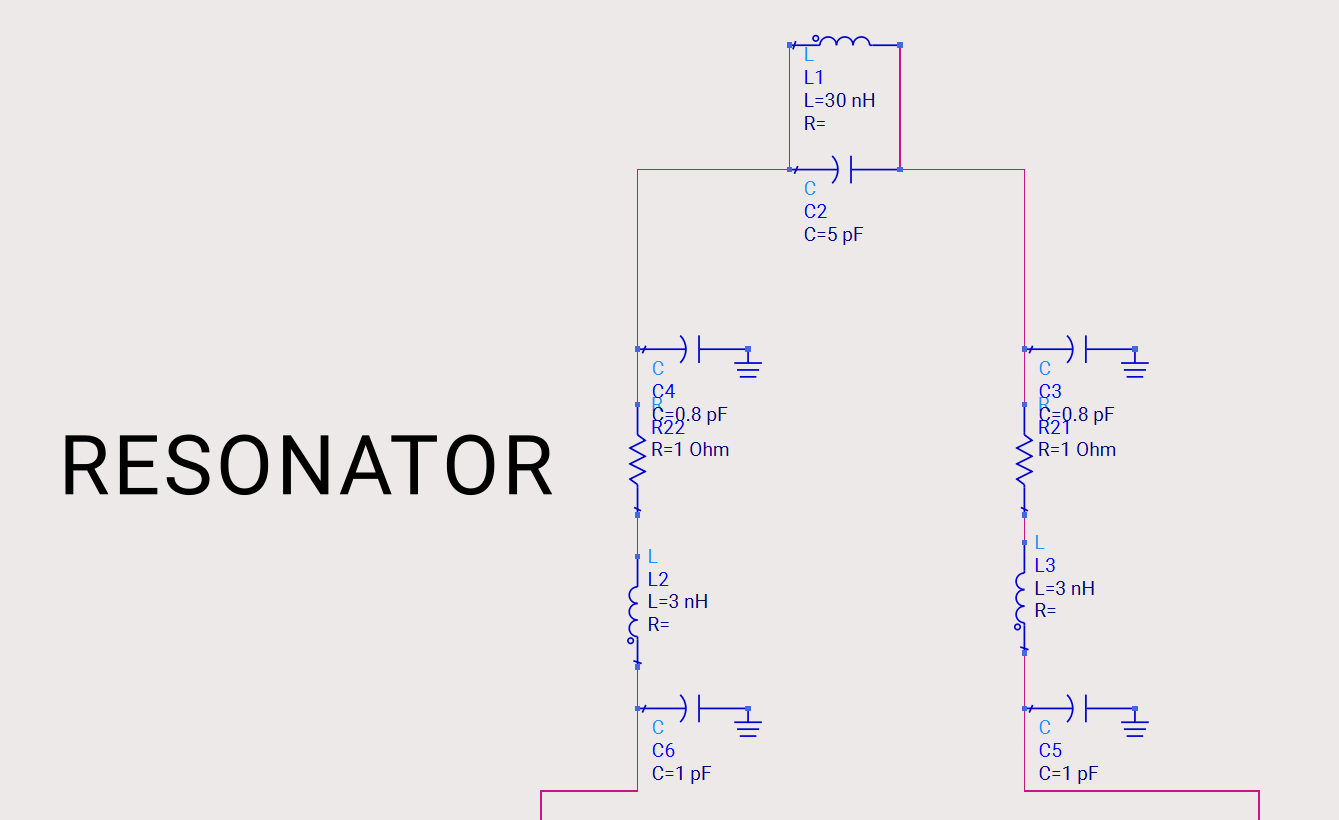 L
L1
L=30 nH
R=
C
C2
C=5 pF
C
C4
C=0.8 pF
R
R22
R=1 Ohm
C
C3
C=0.8 pF
R
R21
R=1 Ohm
RESONATOR
L
L2
L=3 nH
R=
L
L3
L=3 nH
R=
C
C6
C=1 pF
C
C5
C=1 pF